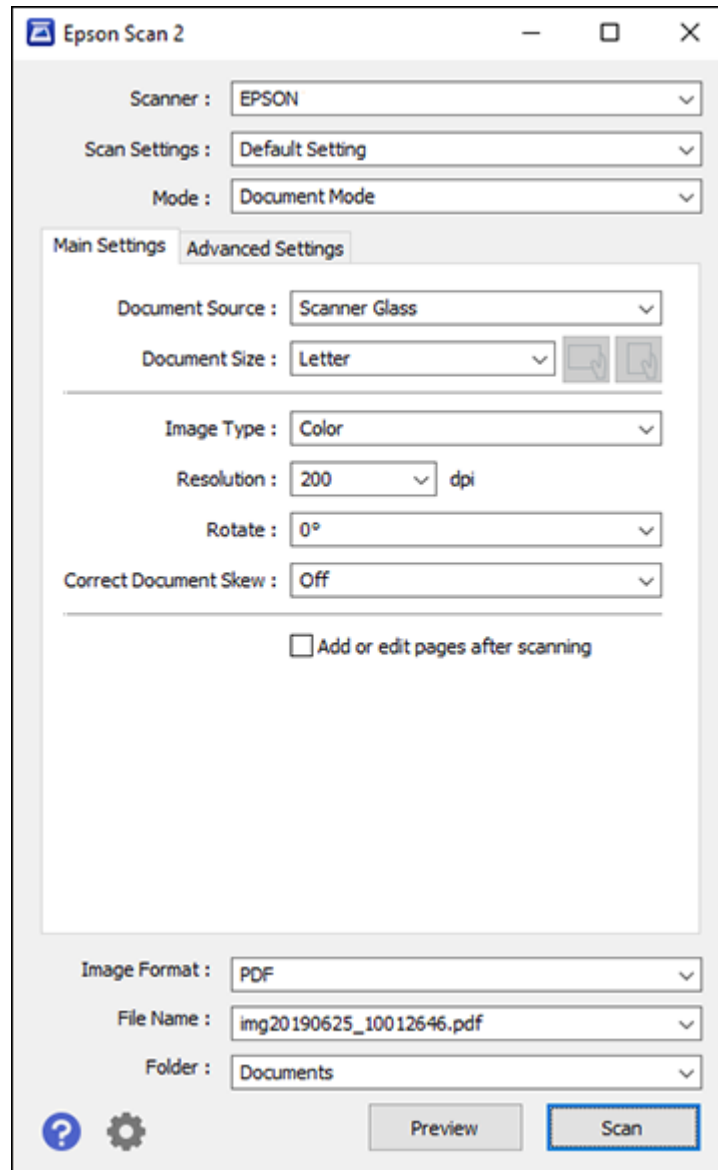 Epson Scan 2
Scanner : EPSON
Scan Settings : Default Setting
Mode : Document Mode
Main Settings Advanced Settings
Document Source : Scanner Glass
Document Size : Letter
Image Type : Color
Resolution : 200 dpi
Rotate : 0°
Correct Document Skew : Off
Add or edit pages after scanning
Image Format : PDF
File Name : img20190625_10012646.pdf
Folder : Documents
? Preview Scan